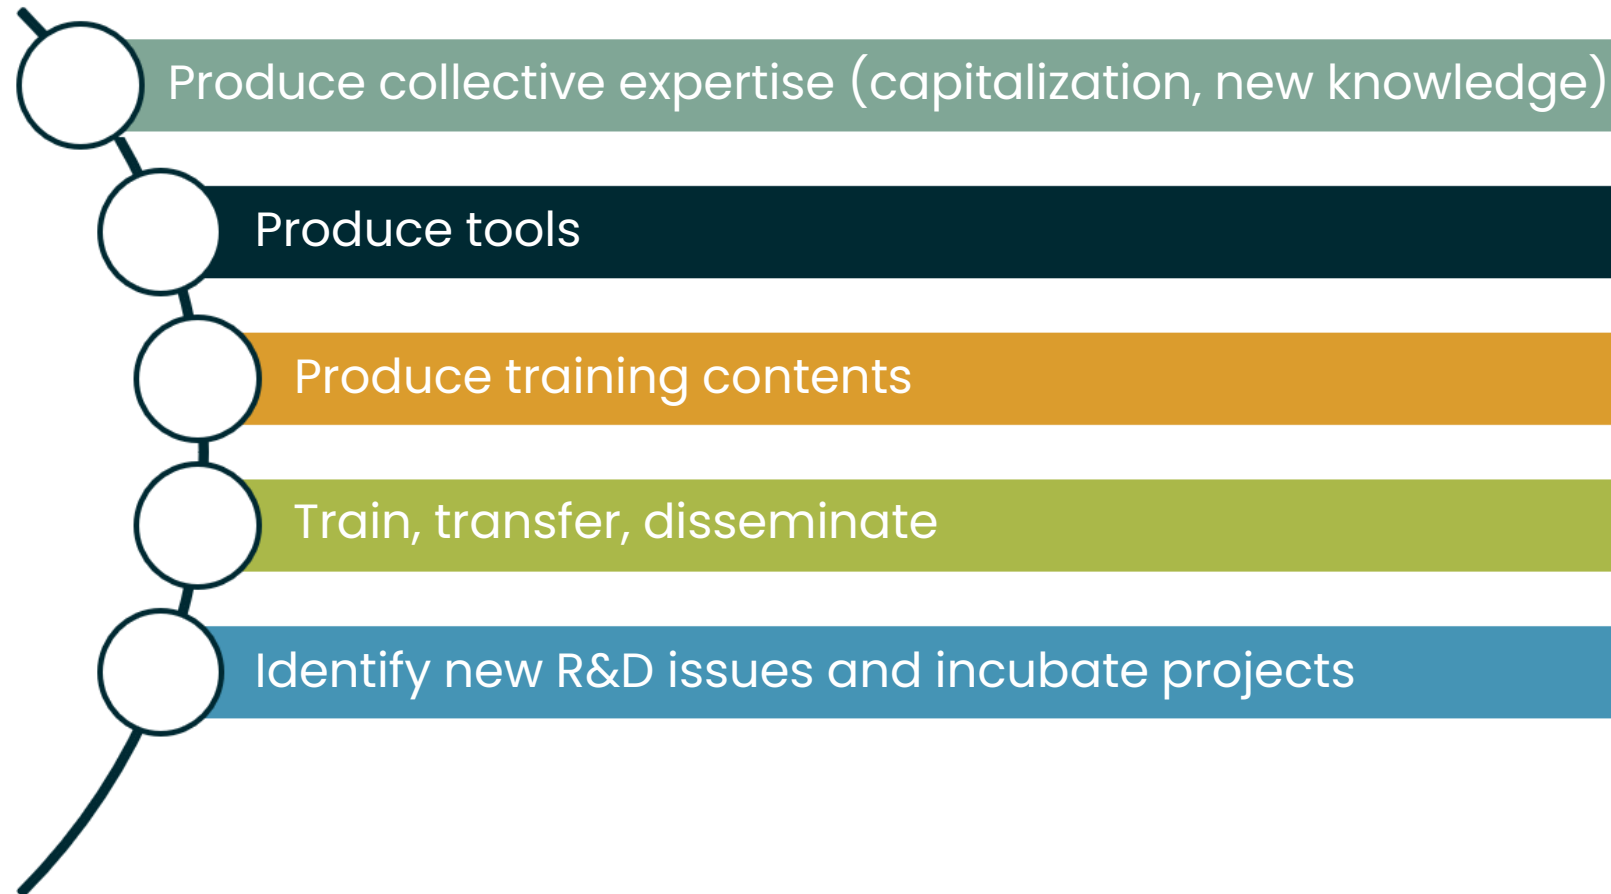 Produce collective expertise (capitalization, new knowledge)
Produce tools
Produce training contents
Train, transfer, disseminate
Identify new R&D issues and incubate projects